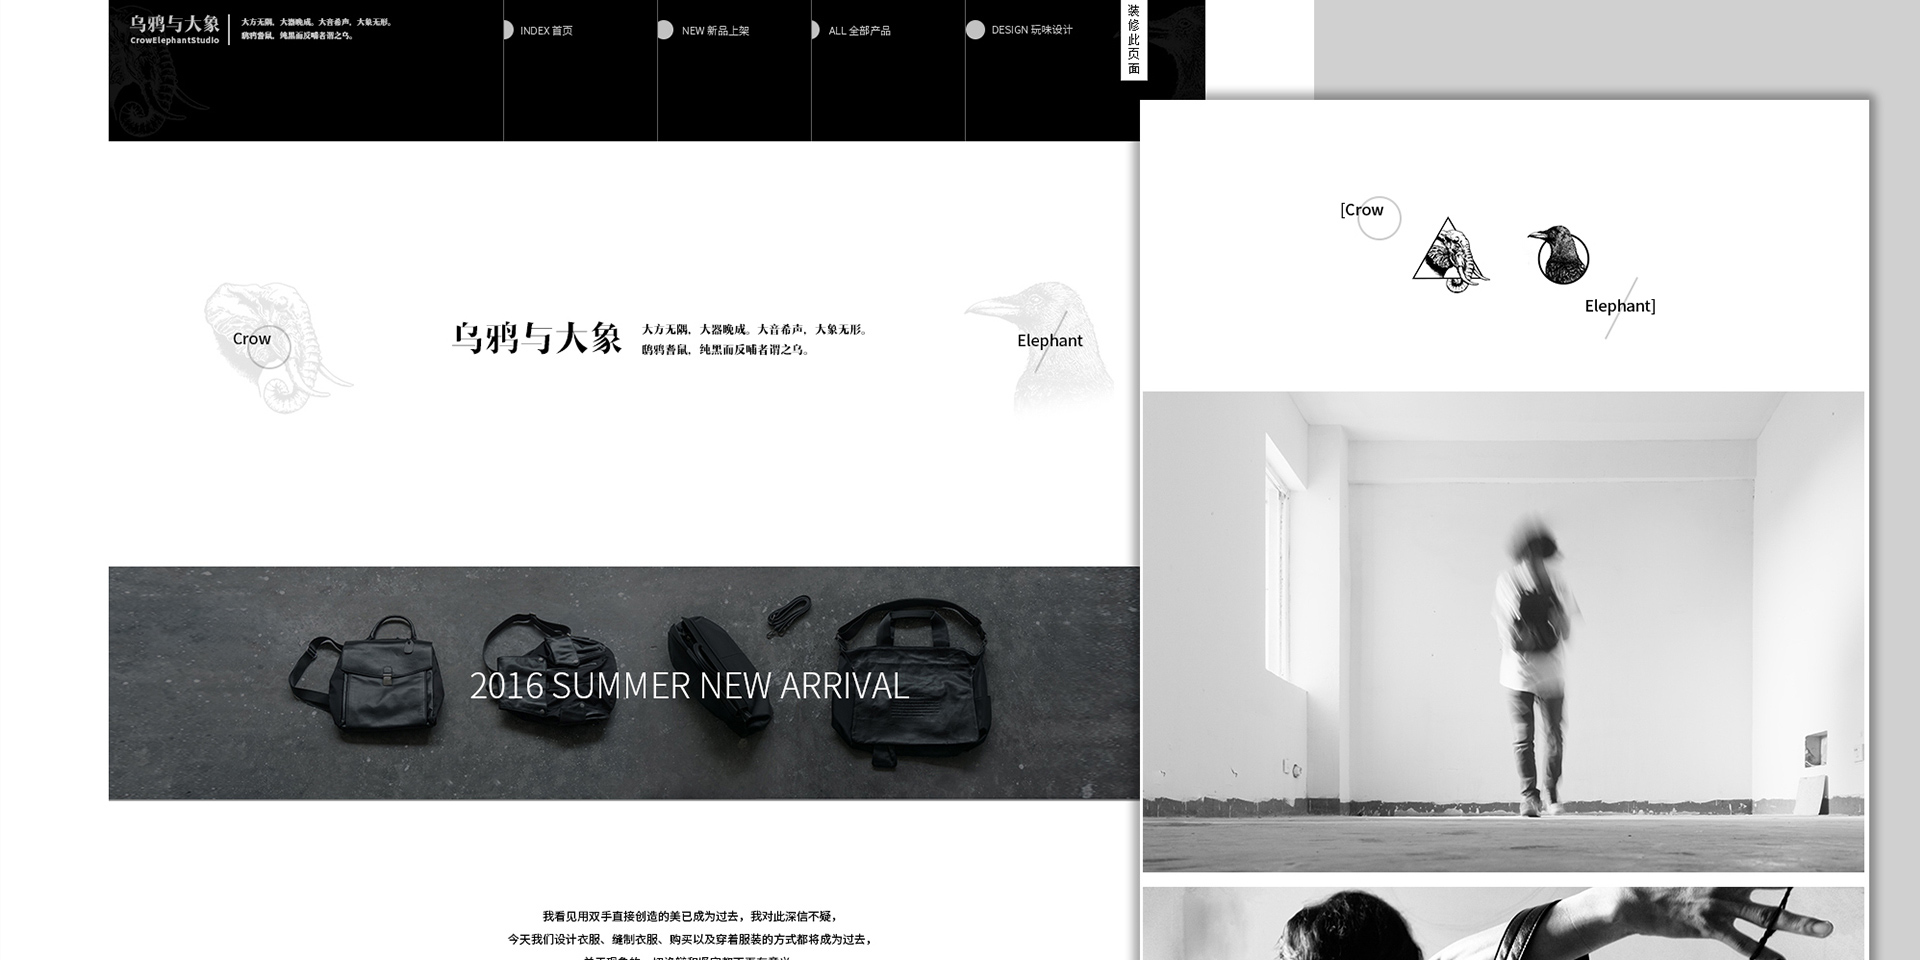 乌鸦与大象
CrowElephantStudio
大方无隅，大器晚成。大音希声，大象无形。
鸱鸦耆鼠，纯黑而反哺者谓之乌。
INDEX 首页
NEW 新品上架
ALL 全部产品
DESIGN 玩味设计
装修此页面
Crow
乌鸦与大象
大方无隅，大器晚成。大音希声，大象无形。
鸱鸦耆鼠，纯黑而反哺者谓之乌。
Elephant
[Crow
Elephant]
2016 SUMMER NEW ARRIVAL
我看见用双手直接创造的美已成为过去，我对此深信不疑，
今天我们设计衣服、缝制衣服、购买以及穿着服装的方式都将成为过去，